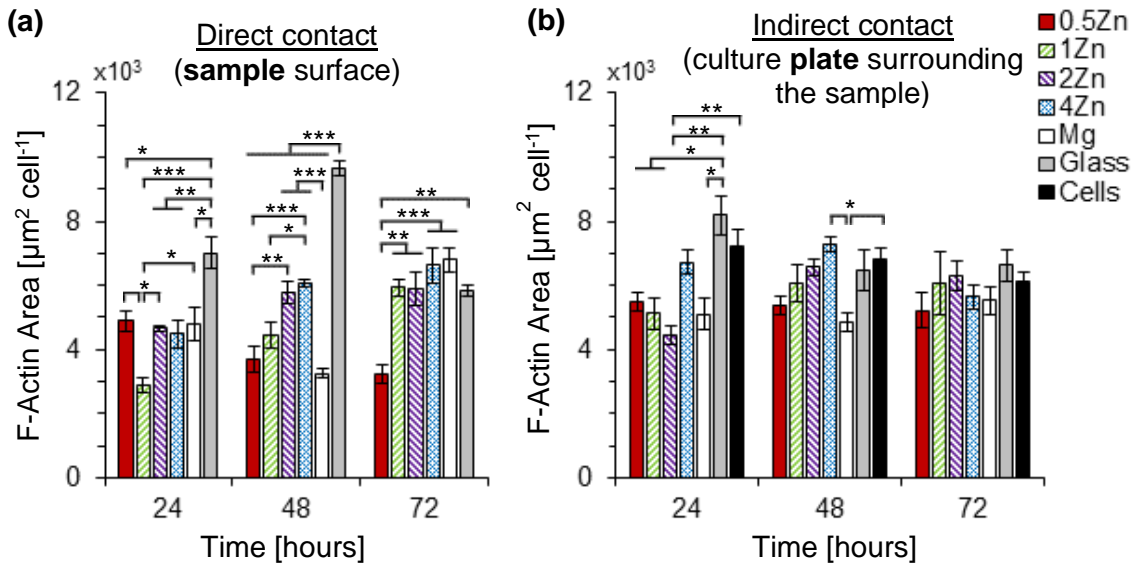 (a)
Direct contact
(sample surface)
x10³
F-Actin Area [µm² cell⁻¹]
12
8
4
0
*
***
**
*
*
*
***
***
***
*
**
**
***
**
24
48
72
Time [hours]
(b)
Indirect contact
(culture plate surrounding
the sample)
x10³
F-Actin Area [µm² cell⁻¹]
12
8
4
0
**
**
*
*
*
24
48
72
Time [hours]
0.5Zn
1Zn
2Zn
4Zn
Mg
Glass
Cells